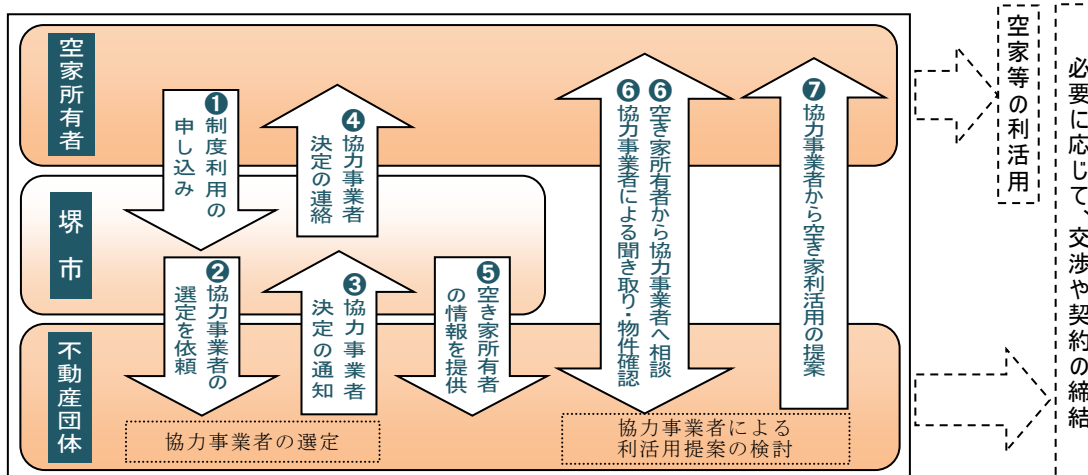 空家所有者
堺市
不動産団体
❶制度利用の
申し込み
❷協力事業者の
選定を依頼
❸協力事業者
決定の通知
❹協力事業者
決定の連絡
❺空き家所有者
の情報を提供
❻空き家所有者から協力事業者へ相談
❻協力事業者による聞き取り・物件確認
❼協力事業者から空き家利活用の提案
協力事業者の選定
協力事業者による
利活用提案の検討
空家等の利活用
必要に応じて、交渉や契約の締結